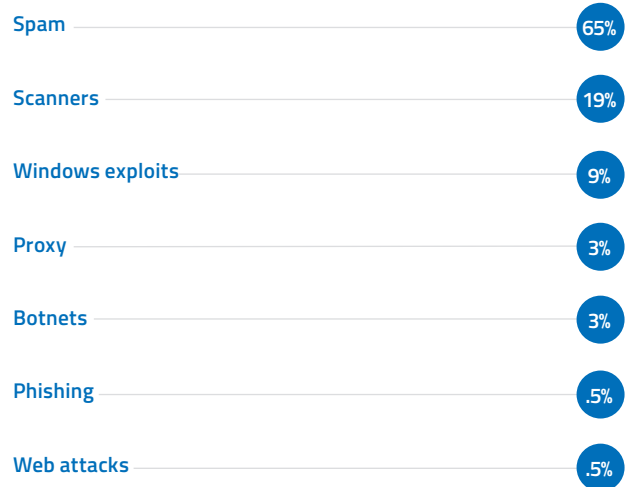 Spam 65%
Scanners 19%
Windows exploits 9%
Proxy 3%
Botnets 3%
Phishing .5%
Web attacks .5%